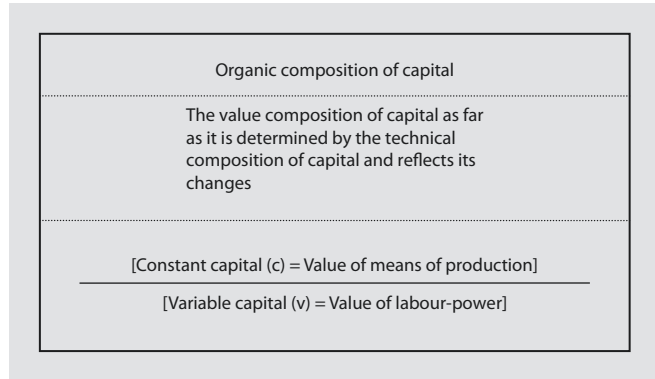 Organic composition of capital
The value composition of capital as far
as it is determined by the technical
composition of capital and reflects its
changes
[Constant capital (c) = Value of means of production]
[Variable capital (v) = Value of labour-power]